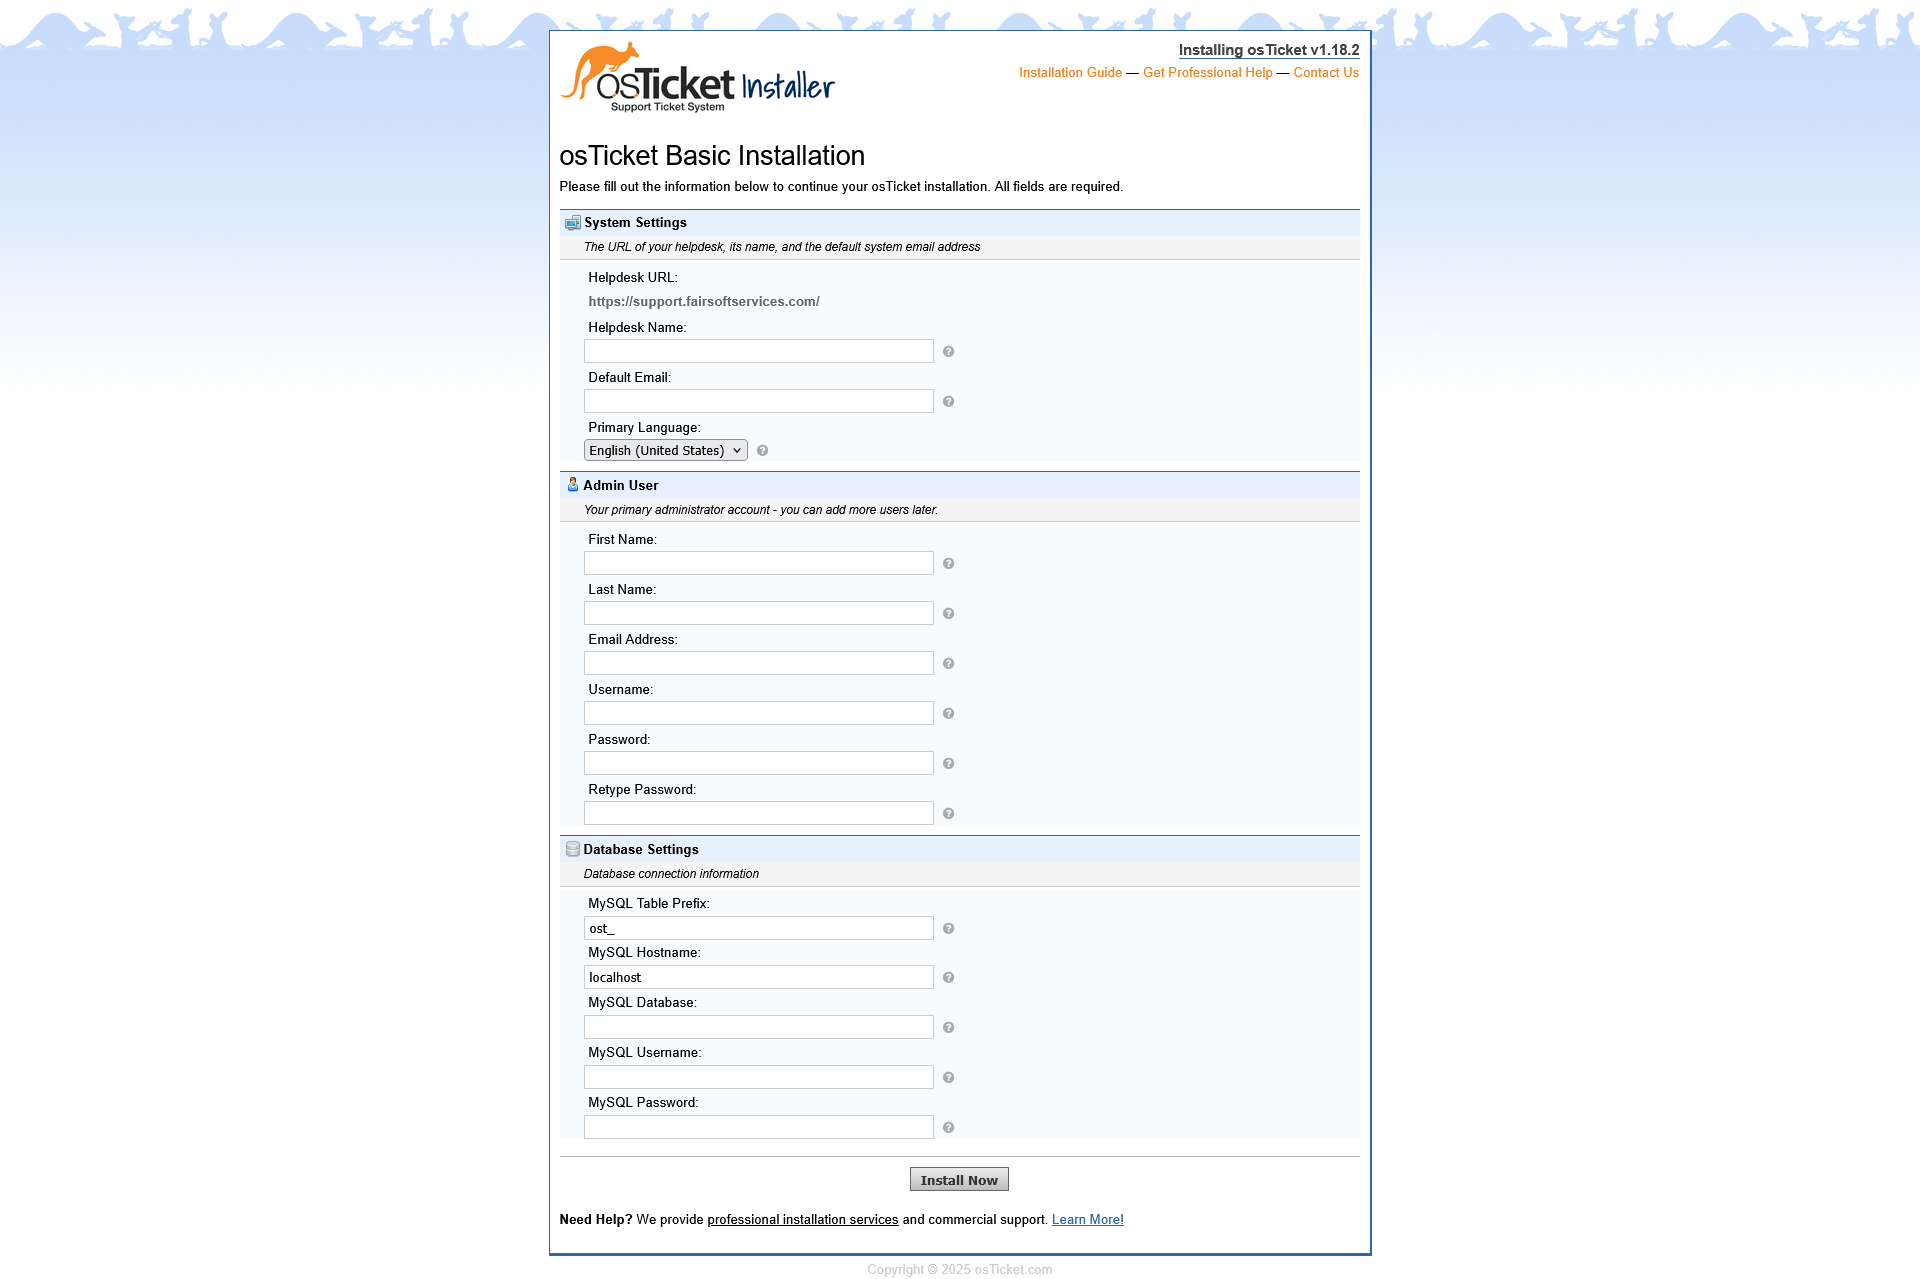 osTicket Installer
Support Ticket System
Installing osTicket v1.18.2
Installation Guide — Get Professional Help — Contact Us
osTicket Basic Installation
Please fill out the information below to continue your osTicket installation. All fields are required.
System Settings
The URL of your helpdesk, its name, and the default system email address
Helpdesk URL:
https://support.fairsoftservices.com/
Helpdesk Name:
Default Email:
Primary Language:
English (United States)
Admin User
Your primary administrator account - you can add more users later.
First Name:
Last Name:
Email Address:
Username:
Password:
Retype Password:
Database Settings
Database connection information
MySQL Table Prefix:
ost_
MySQL Hostname:
localhost
MySQL Database:
MySQL Username:
MySQL Password:
Install Now
Need Help? We provide professional installation services and commercial support. Learn More!
Copyright © 2025 osTicket.com